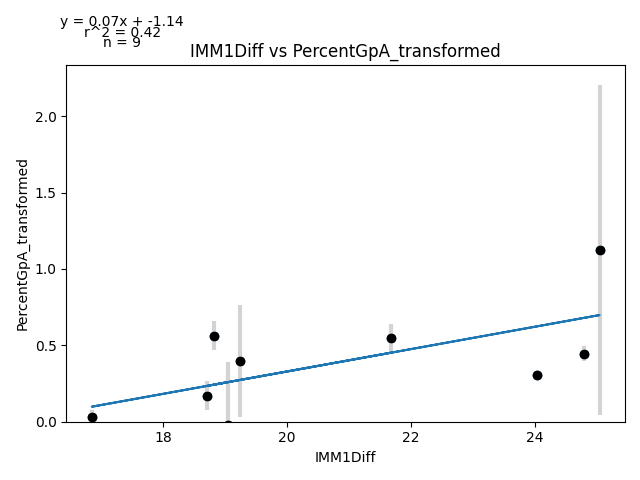 y = 0.07x + -1.14
r^2 = 0.42
n = 9
IMM1Diff vs PercentGpA_transformed
PercentGpA_transformed
2.0
1.5
1.0
0.5
0.0
18 20 22 24
IMM1Diff